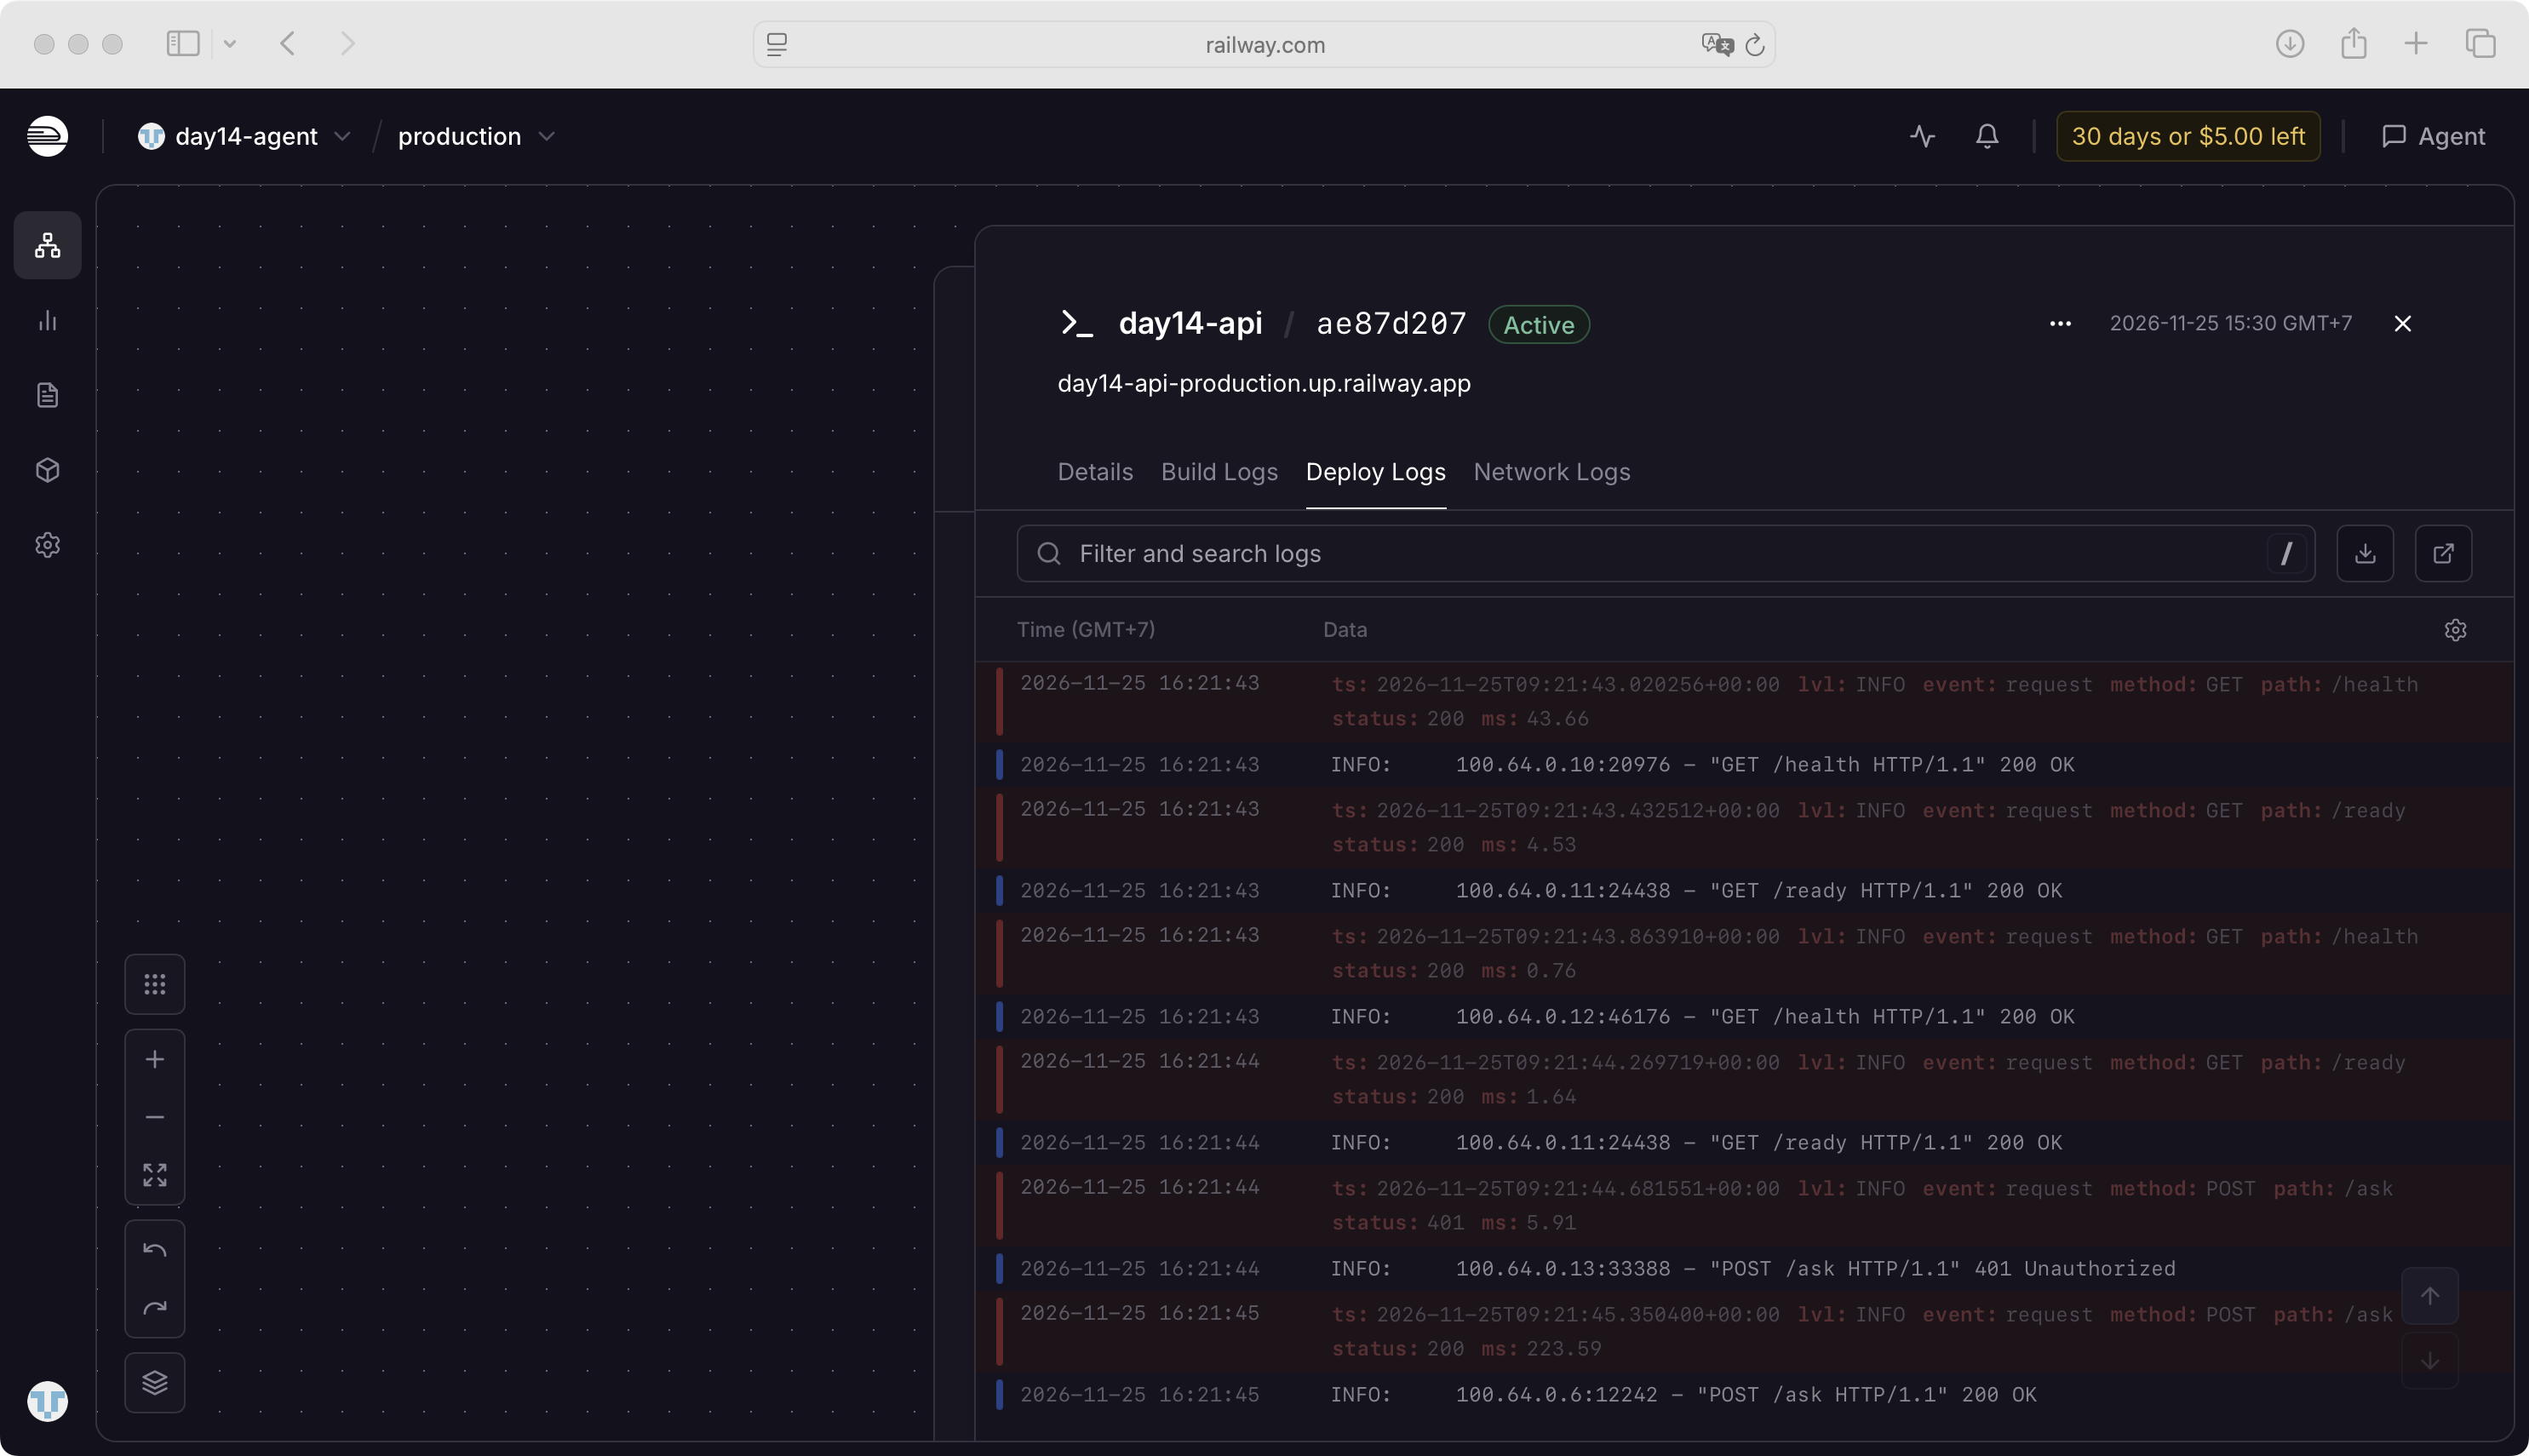 railway.com
day14-agent / production
30 days or $5.00 left
Agent
day14-api / ae87d207 Active
2026-11-25 15:30 GMT+7
day14-api-production.up.railway.app
Details Build Logs Deploy Logs Network Logs
Filter and search logs /
Time (GMT+7) Data
2026-11-25 16:21:43 ts: 2026-11-25T09:21:43.020256+00:00 lvl: INFO event: request method: GET path: /health
status: 200 ms: 43.66
2026-11-25 16:21:43 INFO: 100.64.0.10:20976 - "GET /health HTTP/1.1" 200 OK
2026-11-25 16:21:43 ts: 2026-11-25T09:21:43.432512+00:00 lvl: INFO event: request method: GET path: /ready
status: 200 ms: 4.53
2026-11-25 16:21:43 INFO: 100.64.0.11:24438 - "GET /ready HTTP/1.1" 200 OK
2026-11-25 16:21:43 ts: 2026-11-25T09:21:43.863910+00:00 lvl: INFO event: request method: GET path: /health
status: 200 ms: 0.76
2026-11-25 16:21:43 INFO: 100.64.0.12:46176 - "GET /health HTTP/1.1" 200 OK
2026-11-25 16:21:44 ts: 2026-11-25T09:21:44.269719+00:00 lvl: INFO event: request method: GET path: /ready
status: 200 ms: 1.64
2026-11-25 16:21:44 INFO: 100.64.0.11:24438 - "GET /ready HTTP/1.1" 200 OK
2026-11-25 16:21:44 ts: 2026-11-25T09:21:44.681551+00:00 lvl: INFO event: request method: POST path: /ask
status: 401 ms: 5.91
2026-11-25 16:21:44 INFO: 100.64.0.13:33388 - "POST /ask HTTP/1.1" 401 Unauthorized
2026-11-25 16:21:45 ts: 2026-11-25T09:21:45.350400+00:00 lvl: INFO event: request method: POST path: /ask
status: 200 ms: 223.59
2026-11-25 16:21:45 INFO: 100.64.0.6:12242 - "POST /ask HTTP/1.1" 200 OK